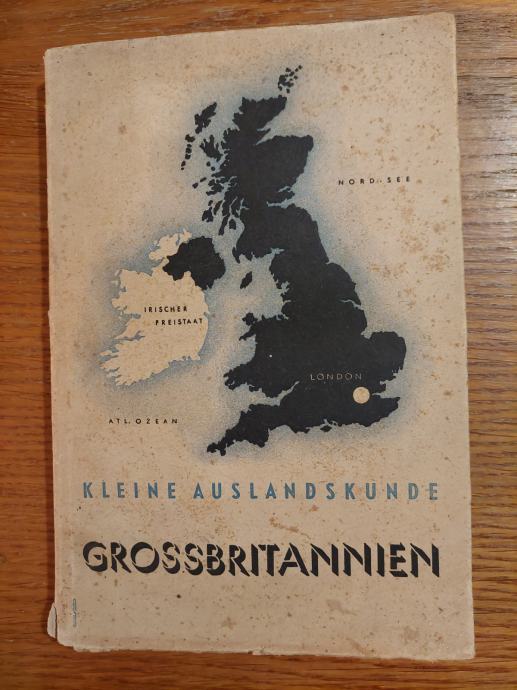 NORD-SEE
IRISCHER
FREISTAAT
LONDON
ATL. OZEAN
KLEINE AUSLANDSKUNDE
GROSSBRITANNIEN